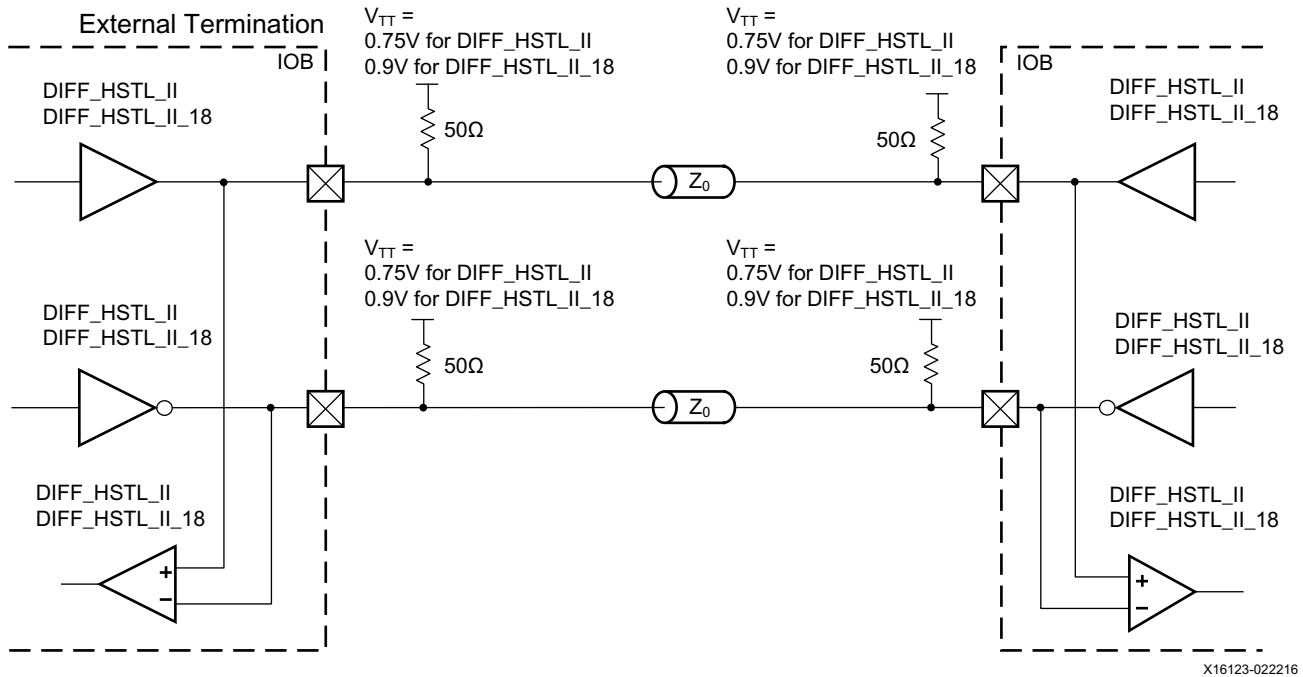 External Termination
IOB
DIFF_HSTL_II
DIFF_HSTL_II_18
V_TT =
0.75V for DIFF_HSTL_II
0.9V for DIFF_HSTL_II_18
50Ω
V_TT =
0.75V for DIFF_HSTL_II
0.9V for DIFF_HSTL_II_18
50Ω
IOB
DIFF_HSTL_II
DIFF_HSTL_II_18
Z_0
DIFF_HSTL_II
DIFF_HSTL_II_18
V_TT =
0.75V for DIFF_HSTL_II
0.9V for DIFF_HSTL_II_18
50Ω
V_TT =
0.75V for DIFF_HSTL_II
0.9V for DIFF_HSTL_II_18
50Ω
DIFF_HSTL_II
DIFF_HSTL_II_18
Z_0
DIFF_HSTL_II
DIFF_HSTL_II_18
+
–
DIFF_HSTL_II
DIFF_HSTL_II_18
+
–
X16123-022216